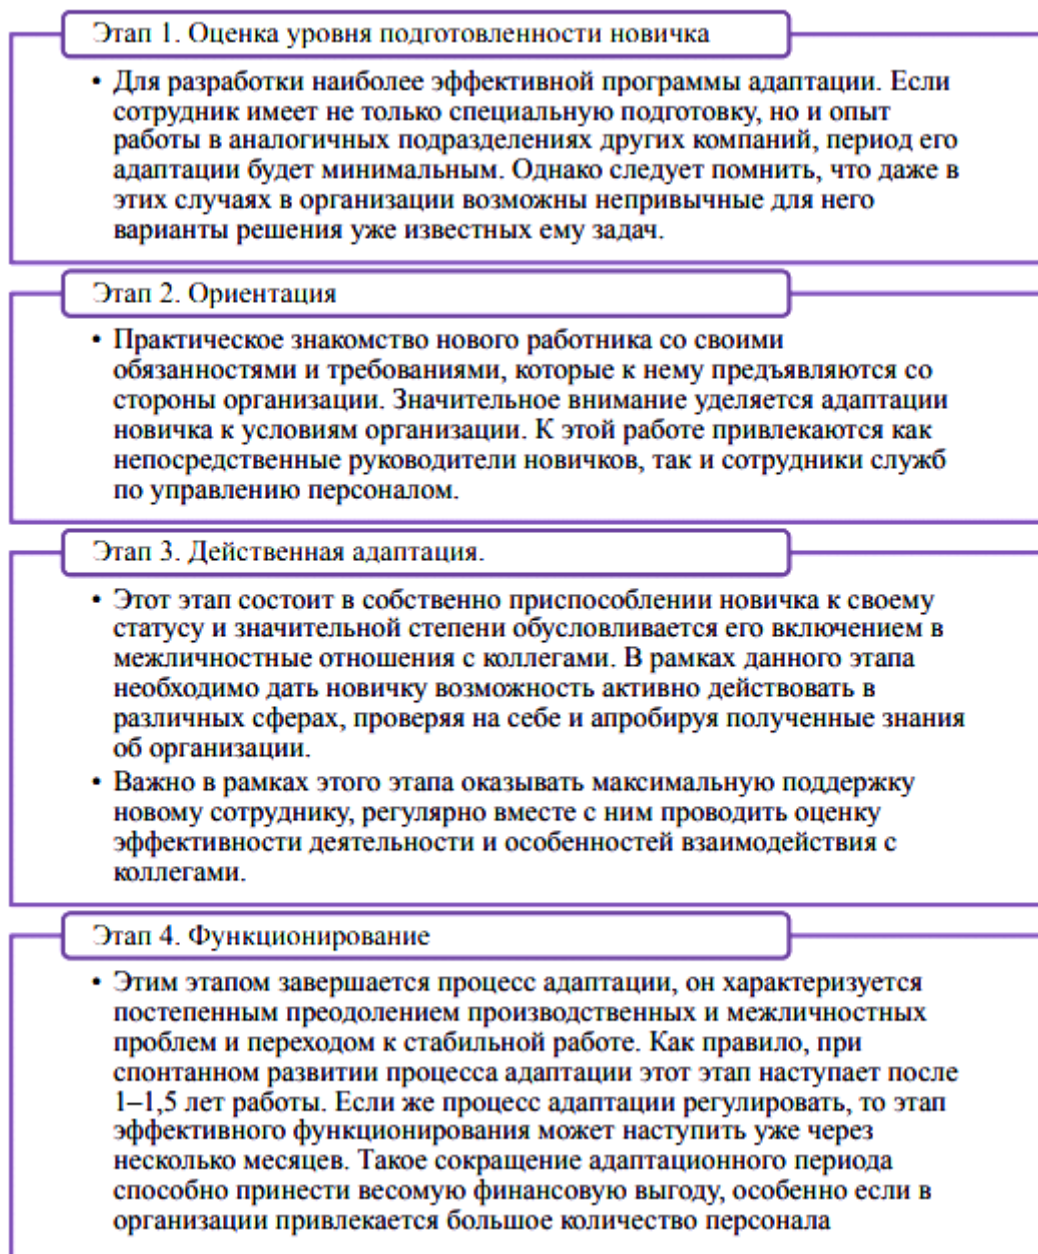 Этап 1. Оценка уровня подготовленности новичка
• Для разработки наиболее эффективной программы адаптации. Если
сотрудник имеет не только специальную подготовку, но и опыт
работы в аналогичных подразделениях других компаний, период его
адаптации будет минимальным. Однако следует помнить, что даже в
этих случаях в организации возможны непривычные для него
варианты решения уже известных ему задач.
Этап 2. Ориентация
• Практическое знакомство нового работника со своими
обязанностями и требованиями, которые к нему предъявляются со
стороны организации. Значительное внимание уделяется адаптации
новичка к условиям организации. К этой работе привлекаются как
непосредственные руководители новичков, так и сотрудники служб
по управлению персоналом.
Этап 3. Действенная адаптация.
• Этот этап состоит в собственно приспособлении новичка к своему
статусу и значительной степени обусловливается его включением в
межличностные отношения с коллегами. В рамках данного этапа
необходимо дать новичку возможность активно действовать в
различных сферах, проверяя на себе и апробируя полученные знания
об организации.
• Важно в рамках этого этапа оказывать максимальную поддержку
новому сотруднику, регулярно вместе с ним проводить оценку
эффективности деятельности и особенностей взаимодействия с
коллегами.
Этап 4. Функционирование
• Этим этапом завершается процесс адаптации, он характеризуется
постепенным преодолением производственных и межличностных
проблем и переходом к стабильной работе. Как правило, при
спонтанном развитии процесса адаптации этот этап наступает после
1–1,5 лет работы. Если же процесс адаптации регулировать, то этап
эффективного функционирования может наступить уже через
несколько месяцев. Такое сокращение адаптационного периода
способно принести весомую финансовую выгоду, особенно если в
организации привлекается большое количество персонала